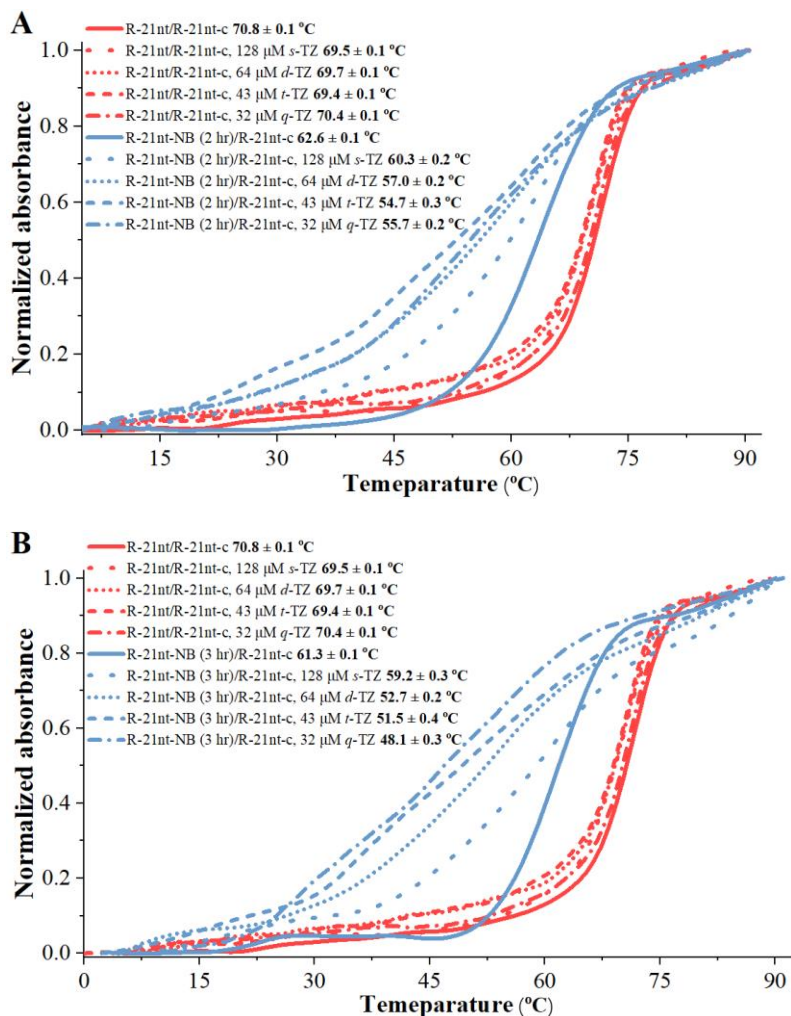 A
R-21nt/R-21nt-c 70.8 ± 0.1 °C
R-21nt/R-21nt-c, 128 μM s-TZ 69.5 ± 0.1 °C
R-21nt/R-21nt-c, 64 μM d-TZ 69.7 ± 0.1 °C
R-21nt/R-21nt-c, 43 μM t-TZ 69.4 ± 0.1 °C
R-21nt/R-21nt-c, 32 μM q-TZ 70.4 ± 0.1 °C
R-21nt-NB (2 hr)/R-21nt-c 62.6 ± 0.1 °C
R-21nt-NB (2 hr)/R-21nt-c, 128 μM s-TZ 60.3 ± 0.2 °C
R-21nt-NB (2 hr)/R-21nt-c, 64 μM d-TZ 57.0 ± 0.2 °C
R-21nt-NB (2 hr)/R-21nt-c, 43 μM t-TZ 54.7 ± 0.3 °C
R-21nt-NB (2 hr)/R-21nt-c, 32 μM q-TZ 55.7 ± 0.2 °C
Normalized absorbance
1.0
0.8
0.6
0.4
0.2
0.0
15 30 45 60 75 90
Temeparature (°C)
B
R-21nt/R-21nt-c 70.8 ± 0.1 °C
R-21nt/R-21nt-c, 128 μM s-TZ 69.5 ± 0.1 °C
R-21nt/R-21nt-c, 64 μM d-TZ 69.7 ± 0.1 °C
R-21nt/R-21nt-c, 43 μM t-TZ 69.4 ± 0.1 °C
R-21nt/R-21nt-c, 32 μM q-TZ 70.4 ± 0.1 °C
R-21nt-NB (3 hr)/R-21nt-c 61.3 ± 0.1 °C
R-21nt-NB (3 hr)/R-21nt-c, 128 μM s-TZ 59.2 ± 0.3 °C
R-21nt-NB (3 hr)/R-21nt-c, 64 μM d-TZ 52.7 ± 0.2 °C
R-21nt-NB (3 hr)/R-21nt-c, 43 μM t-TZ 51.5 ± 0.4 °C
R-21nt-NB (3 hr)/R-21nt-c, 32 μM q-TZ 48.1 ± 0.3 °C
Normalized absorbance
1.0
0.8
0.6
0.4
0.2
0.0
0 15 30 45 60 75 90
Temeparature (°C)